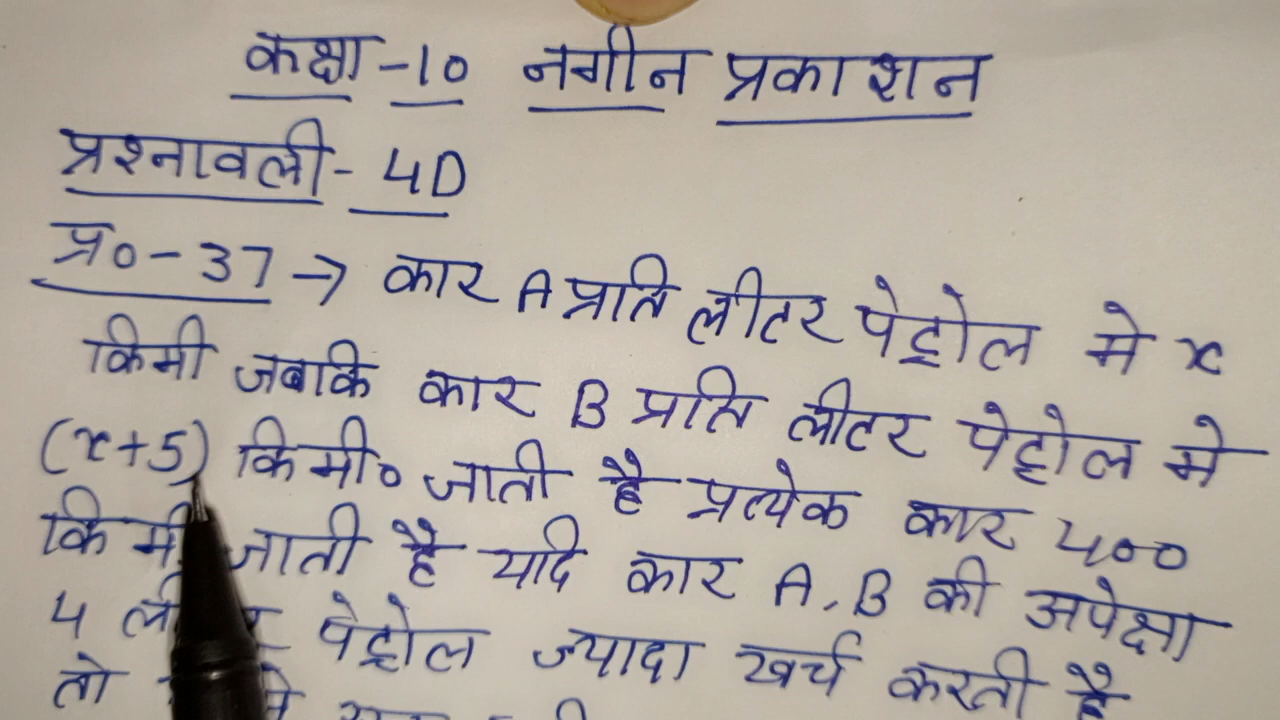 कक्षा -10 नगीन प्रकाशन
प्रश्नावली - 4D
प्र० - 37 → कार A प्रति लीटर पेट्रोल मे x
किमी जबकि कार B प्रति लीटर पेट्रोल मे
(x+5) किमी० जाती है प्रत्येक कार 400
किमी जाती है यदि कार A, B की अपेक्षा
4 पेट्रोल ज्यादा खर्च करती है
तो